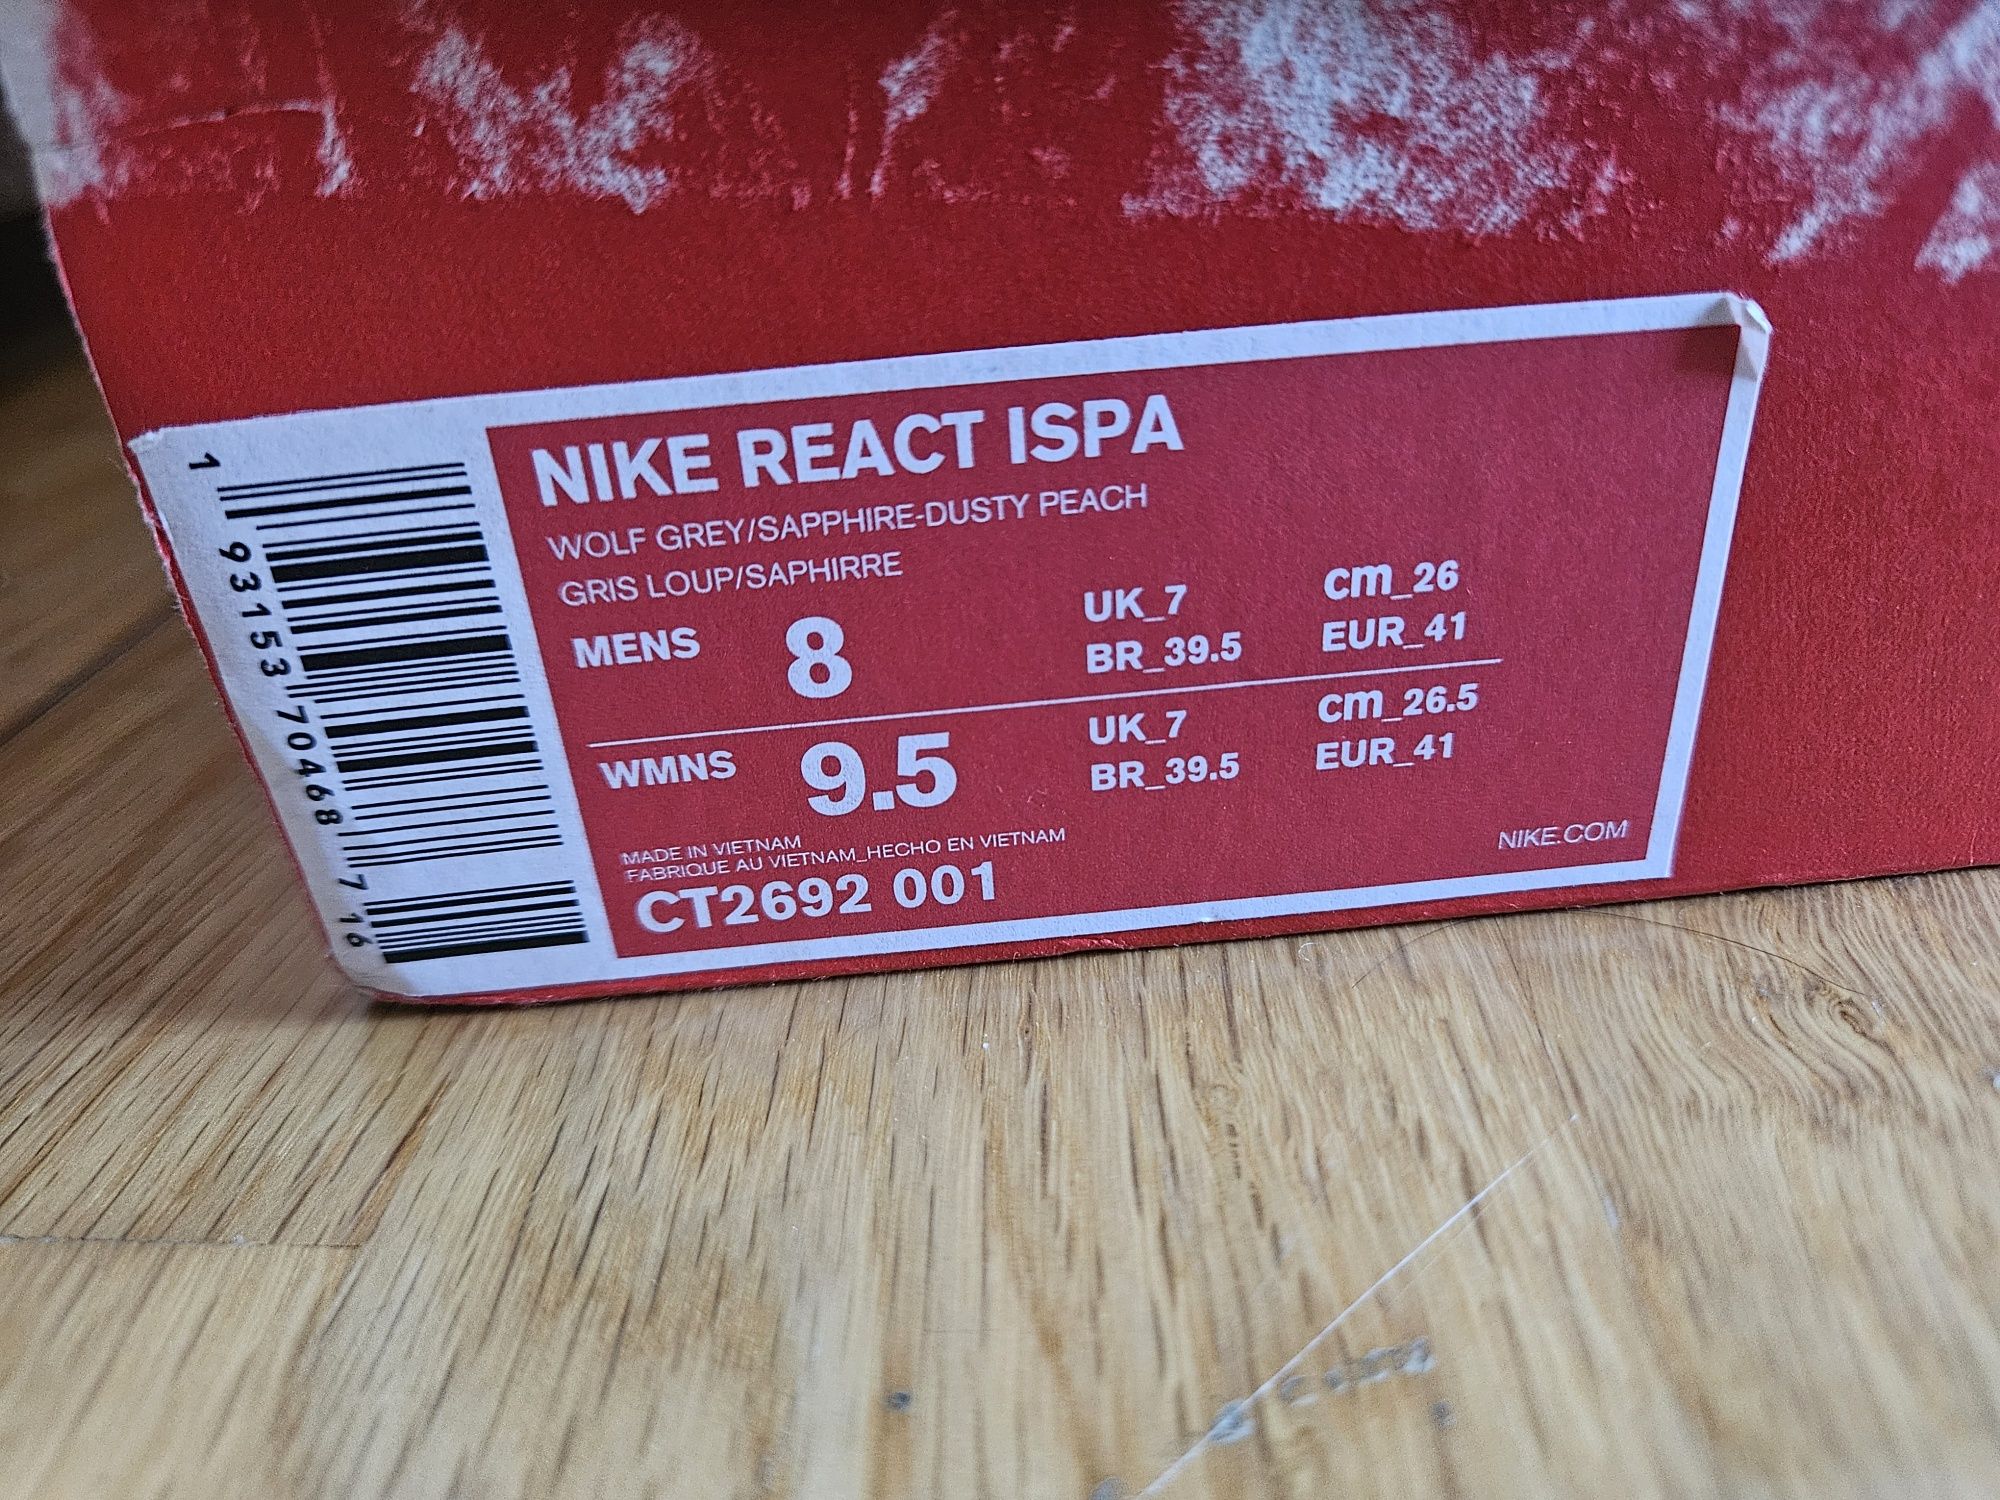 NIKE REACT ISPA
WOLF GREY/SAPPHIRE-DUSTY PEACH
GRIS LOUP/SAPHIRRE
MENS 8 UK_7 cm_26
BR_39.5 EUR_41
WMNS 9.5 UK_7 cm_26.5
BR_39.5 EUR_41
MADE IN VIETNAM
FABRIQUE AU VIETNAM_HECHO EN VIETNAM
CT2692 001
NIKE.COM
1 93153 70468 7 16